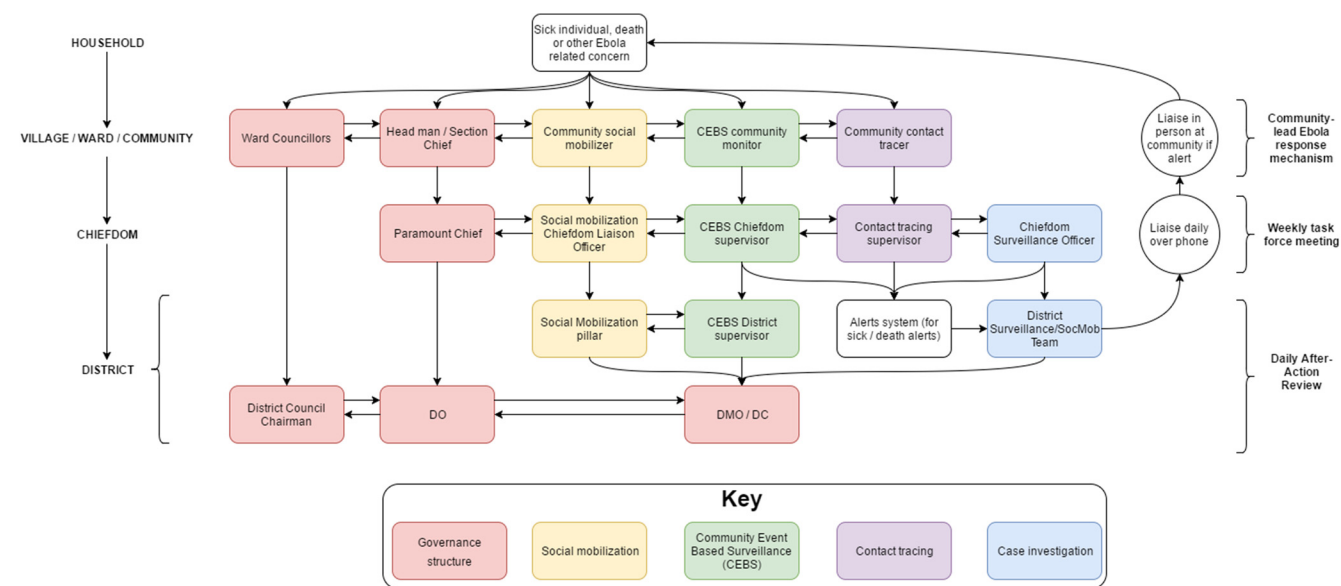 HOUSEHOLD
Sick individual, death
or other Ebola
related concern
VILLAGE / WARD / COMMUNITY
Ward Councillors
Head man / Section
Chief
Community social
mobilizer
CEBS community
monitor
Community contact
tracer
Liaise in
person at
community if
alert
Community-
lead Ebola
response
mechanism
CHIEFDOM
Paramount Chief
Social mobilization
Chiefdom Liaison
Officer
CEBS Chiefdom
supervisor
Contact tracing
supervisor
Chiefdom
Surveillance Officer
Liaise daily
over phone
Weekly task
force meeting
DISTRICT
Social Mobilization
pillar
CEBS District
supervisor
Alerts system (for
sick / death alerts)
District
Surveillance/SocMob
Team
Daily After-
Action
Review
District Council
Chairman
DO
DMO / DC
Key
Governance
structure
Social mobilization
Community Event
Based Surveillance
(CEBS)
Contact tracing
Case investigation